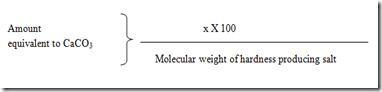 Amount
equivalent to CaCO₃
x X 100
Molecular weight of hardness producing salt